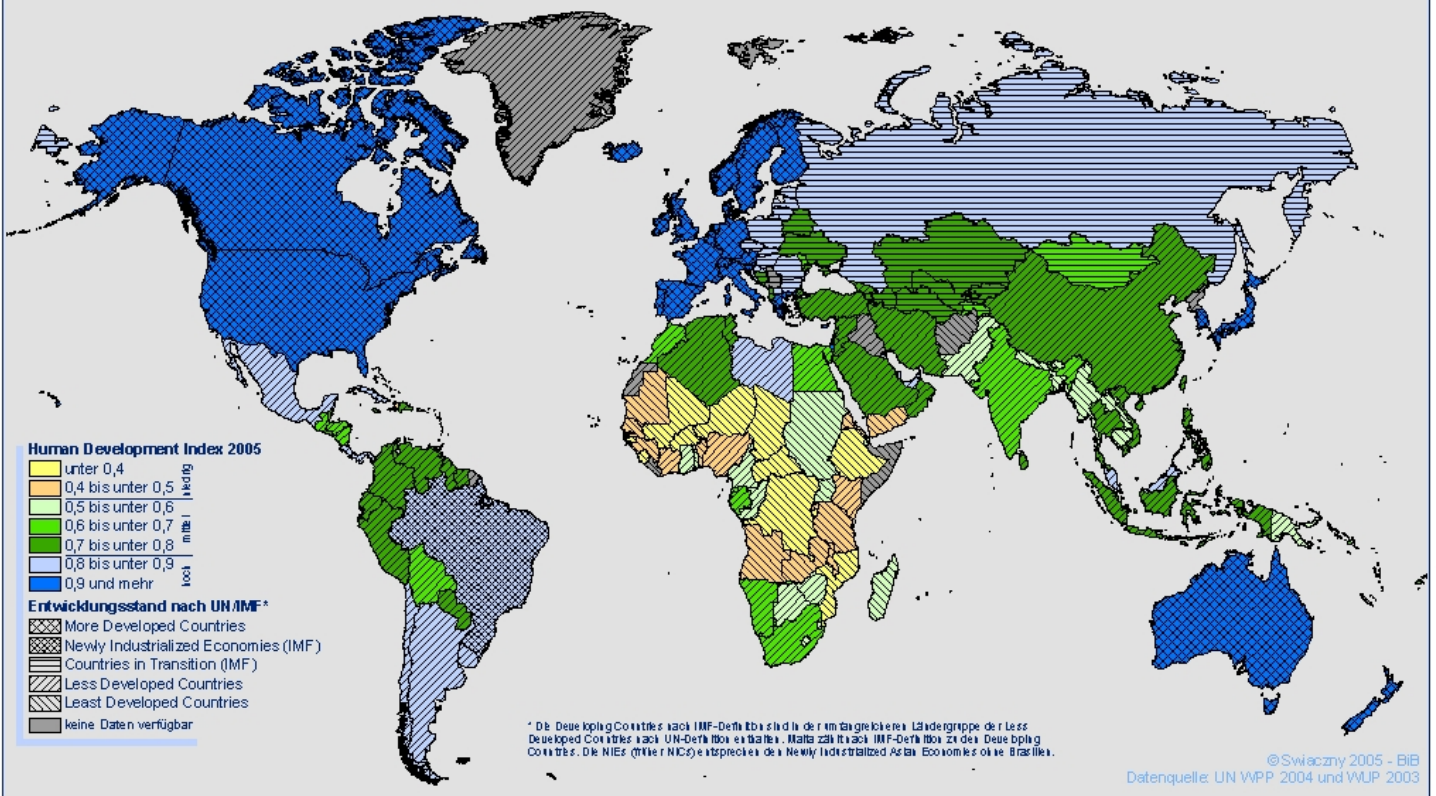 Human Development Index 2005
unter 0,4
0,4 bis unter 0,5
niedrig
0,5 bis unter 0,6
0,6 bis unter 0,7
0,7 bis unter 0,8
mittel
0,8 bis unter 0,9
0,9 und mehr
hoch
Entwicklungsstand nach UN/IMF*
More Developed Countries
Newly Industrialized Economies (IMF)
Countries in Transition (IMF)
Less Developed Countries
Least Developed Countries
keine Daten verfügbar
* Die Developing Countries nach IMF-Definition sind in der umfangreicheren Ländergruppe der Less
Developed Countries nach UN-Definition enthalten. Malta zählt nach IMF-Definition zu den Developing
Countries. Die NIEs (früher NICs) entsprechen den Newly Industrialized Asian Economies ohne Brasilien.
©Swiaczny 2005 - BiB
Datenquelle: UN WPP 2004 und WUP 2003